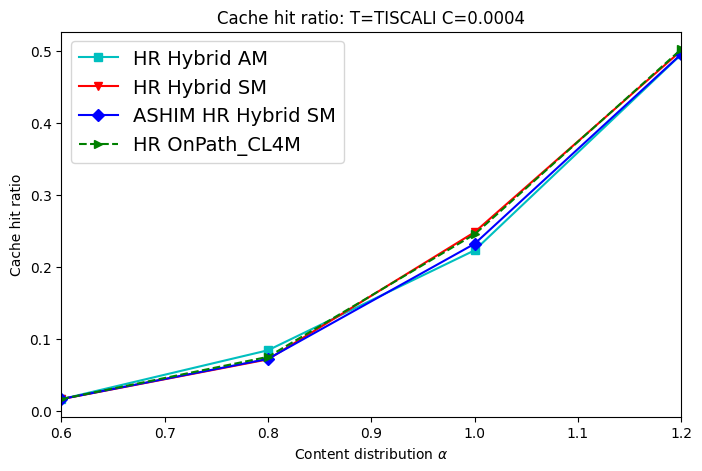 Cache hit ratio: T=TISCALI C=0.0004
Cache hit ratio
0.5
0.4
0.3
0.2
0.1
0.0
HR Hybrid AM
HR Hybrid SM
ASHIM HR Hybrid SM
HR OnPath_CL4M
0.6 0.7 0.8 0.9 1.0 1.1 1.2
Content distribution α